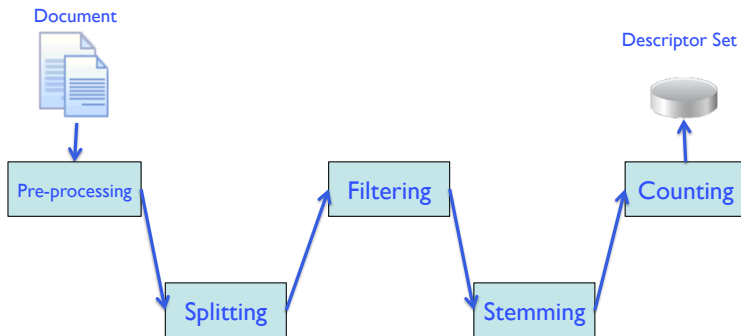 Document
Descriptor Set
Pre-processing
Filtering
Counting
Splitting
Stemming